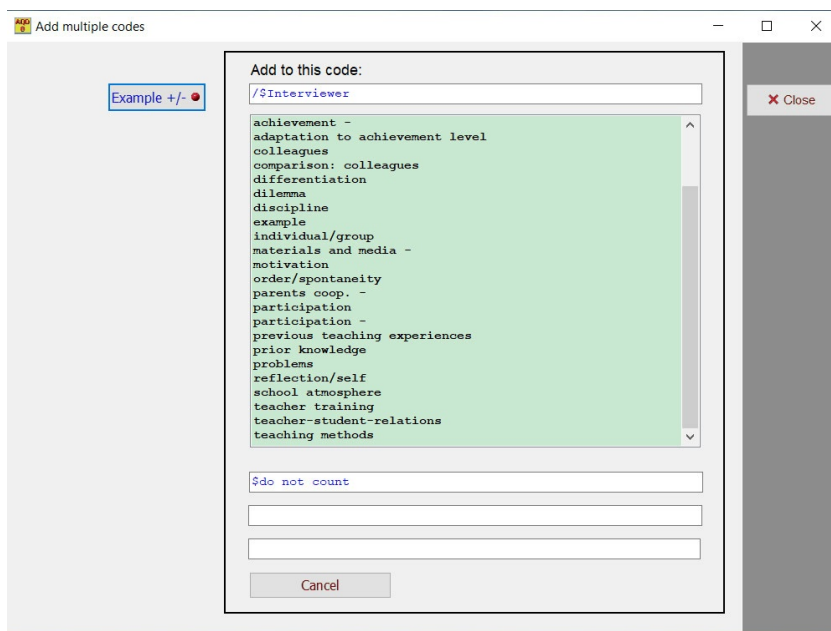 Add multiple codes
Add to this code:
Example +/-
/$Interviewer
Close
achievement -
adaptation to achievement level
colleagues
comparison: colleagues
differentiation
dilemma
discipline
example
individual/group
materials and media -
motivation
order/spontaneity
parents coop. -
participation
participation -
previous teaching experiences
prior knowledge
problems
reflection/self
school atmosphere
teacher training
teacher-student-relations
teaching methods
$do not count
Cancel